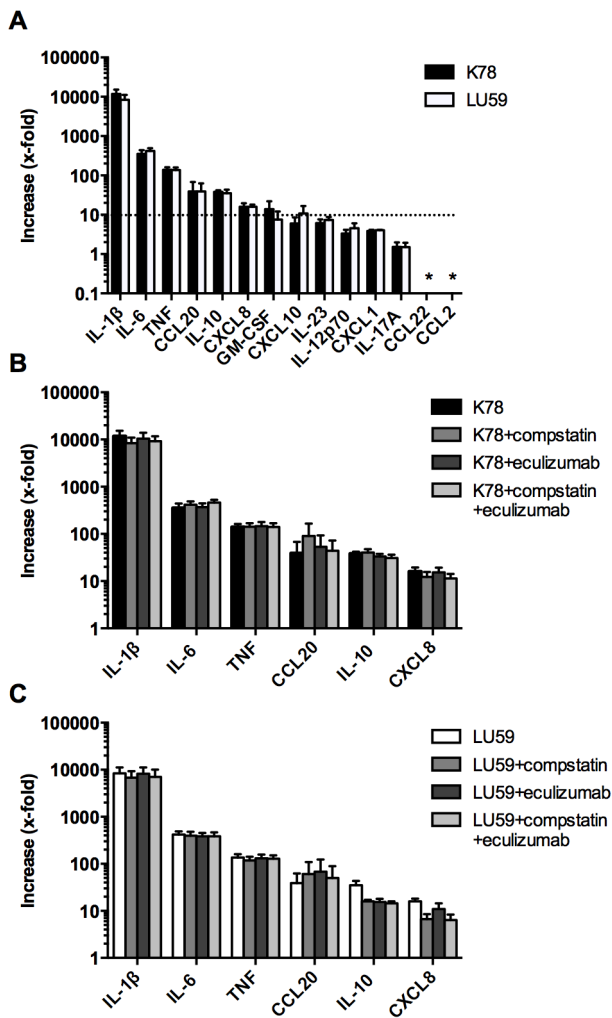 A
K78
LU59
Increase (x-fold)
100000
10000
1000
100
10
1
0.1
* *
IL-1β IL-6 TNF CCL20 IL-10 CXCL8 GM-CSF CXCL10 IL-23 IL-12p70 CXCL1 IL-17A CCL22 CCL2
B
K78
K78+compstatin
K78+eculizumab
K78+compstatin
+eculizumab
Increase (x-fold)
100000
10000
1000
100
10
1
IL-1β IL-6 TNF CCL20 IL-10 CXCL8
C
LU59
LU59+compstatin
LU59+eculizumab
LU59+compstatin
+eculizumab
Increase (x-fold)
100000
10000
1000
100
10
1
IL-1β IL-6 TNF CCL20 IL-10 CXCL8